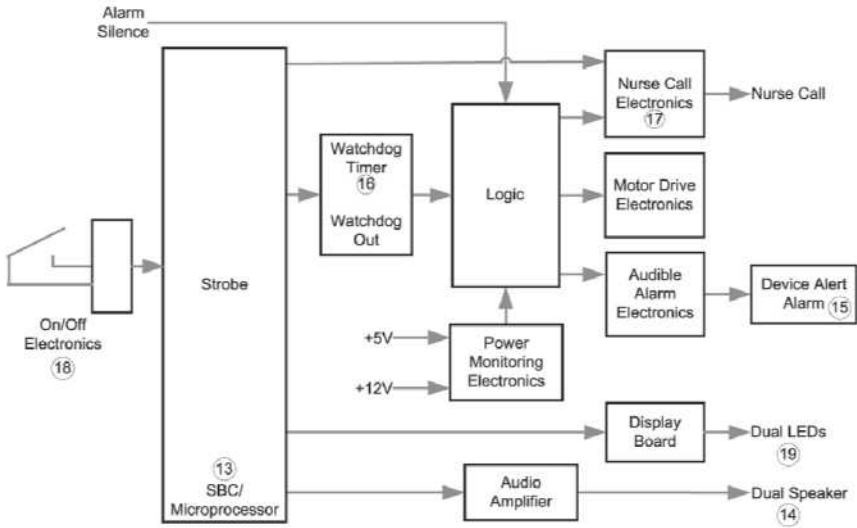 Alarm
Silence
Strobe
13
SBC/
Microprocessor
On/Off
Electronics
18
Watchdog
Timer
16
Watchdog
Out
Logic
Nurse Call
Electronics
17
Nurse Call
Motor Drive
Electronics
Audible
Alarm
Electronics
Device Alert
Alarm 15
+5V
+12V
Power
Monitoring
Electronics
Display
Board
Dual LEDs
19
Audio
Amplifier
Dual Speaker
14